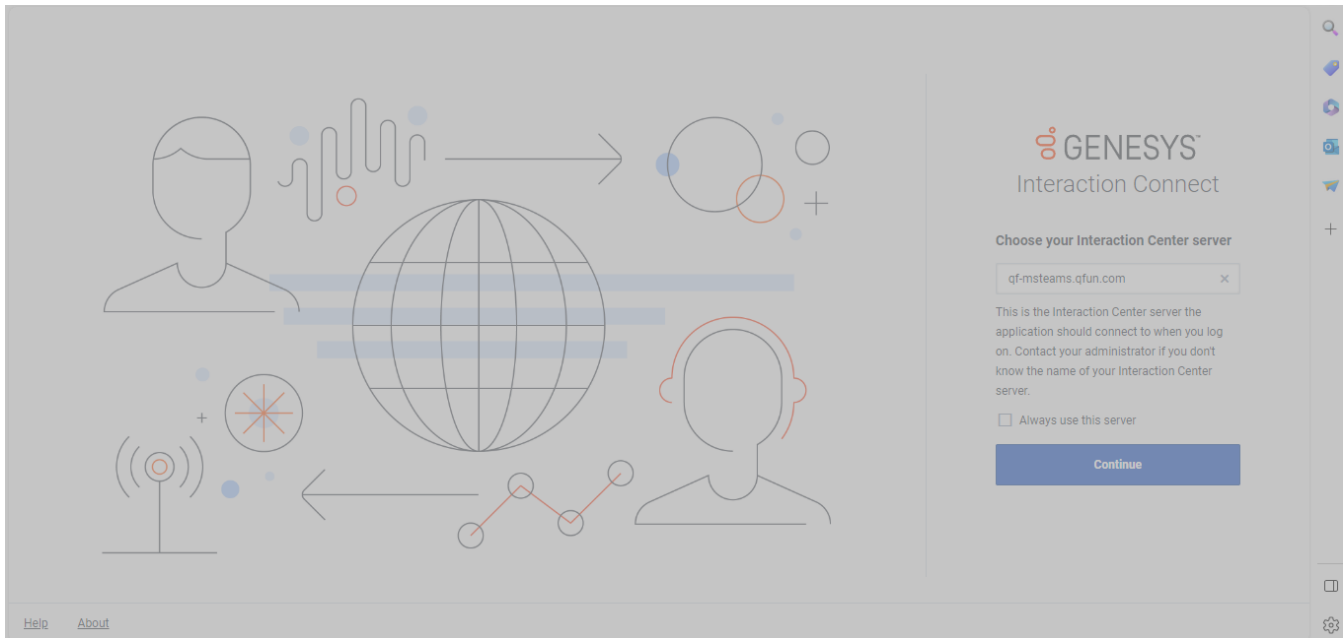 GENESYS™
Interaction Connect
Choose your Interaction Center server
qf-msteams.qfun.com
This is the Interaction Center server the
application should connect to when you log
on. Contact your administrator if you don't
know the name of your Interaction Center
server.
Always use this server
Continue
Help About